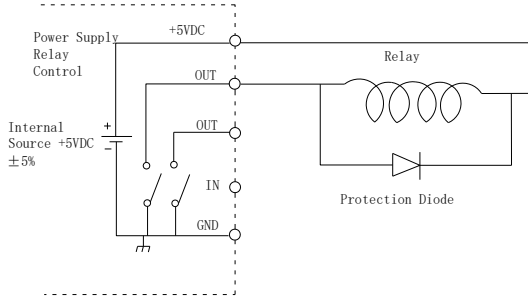 +5VDC
Power Supply
Relay
Control
Relay
OUT
OUT
Internal
Source +5VDC
±5%
+
−
IN
Protection Diode
GND